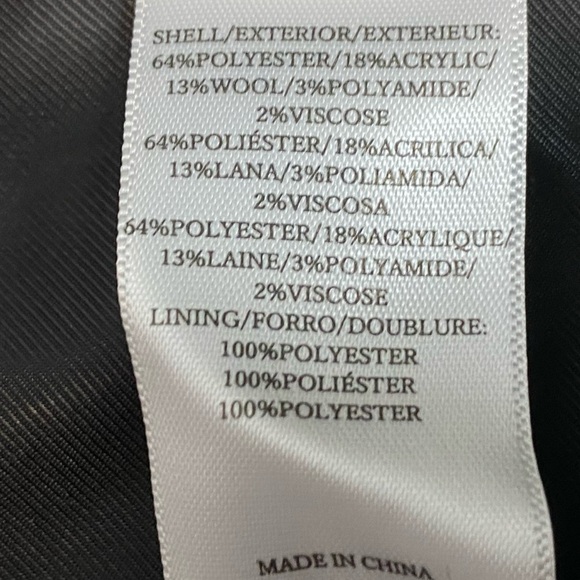 SHELL/EXTERIOR/EXTERIEUR:
64%POLYESTER/18%ACRYLIC/
13%WOOL/3%POLYAMIDE/
2%VISCOSE
64%POLIÉSTER/18%ACRILICA/
13%LANA/3%POLIAMIDA/
2%VISCOSA
64%POLYESTER/18%ACRYLIQUE/
13%LAINE/3%POLYAMIDE/
2%VISCOSE
LINING/FORRO/DOUBLURE:
100%POLYESTER
100%POLIÉSTER
100%POLYESTER
MADE IN CHINA